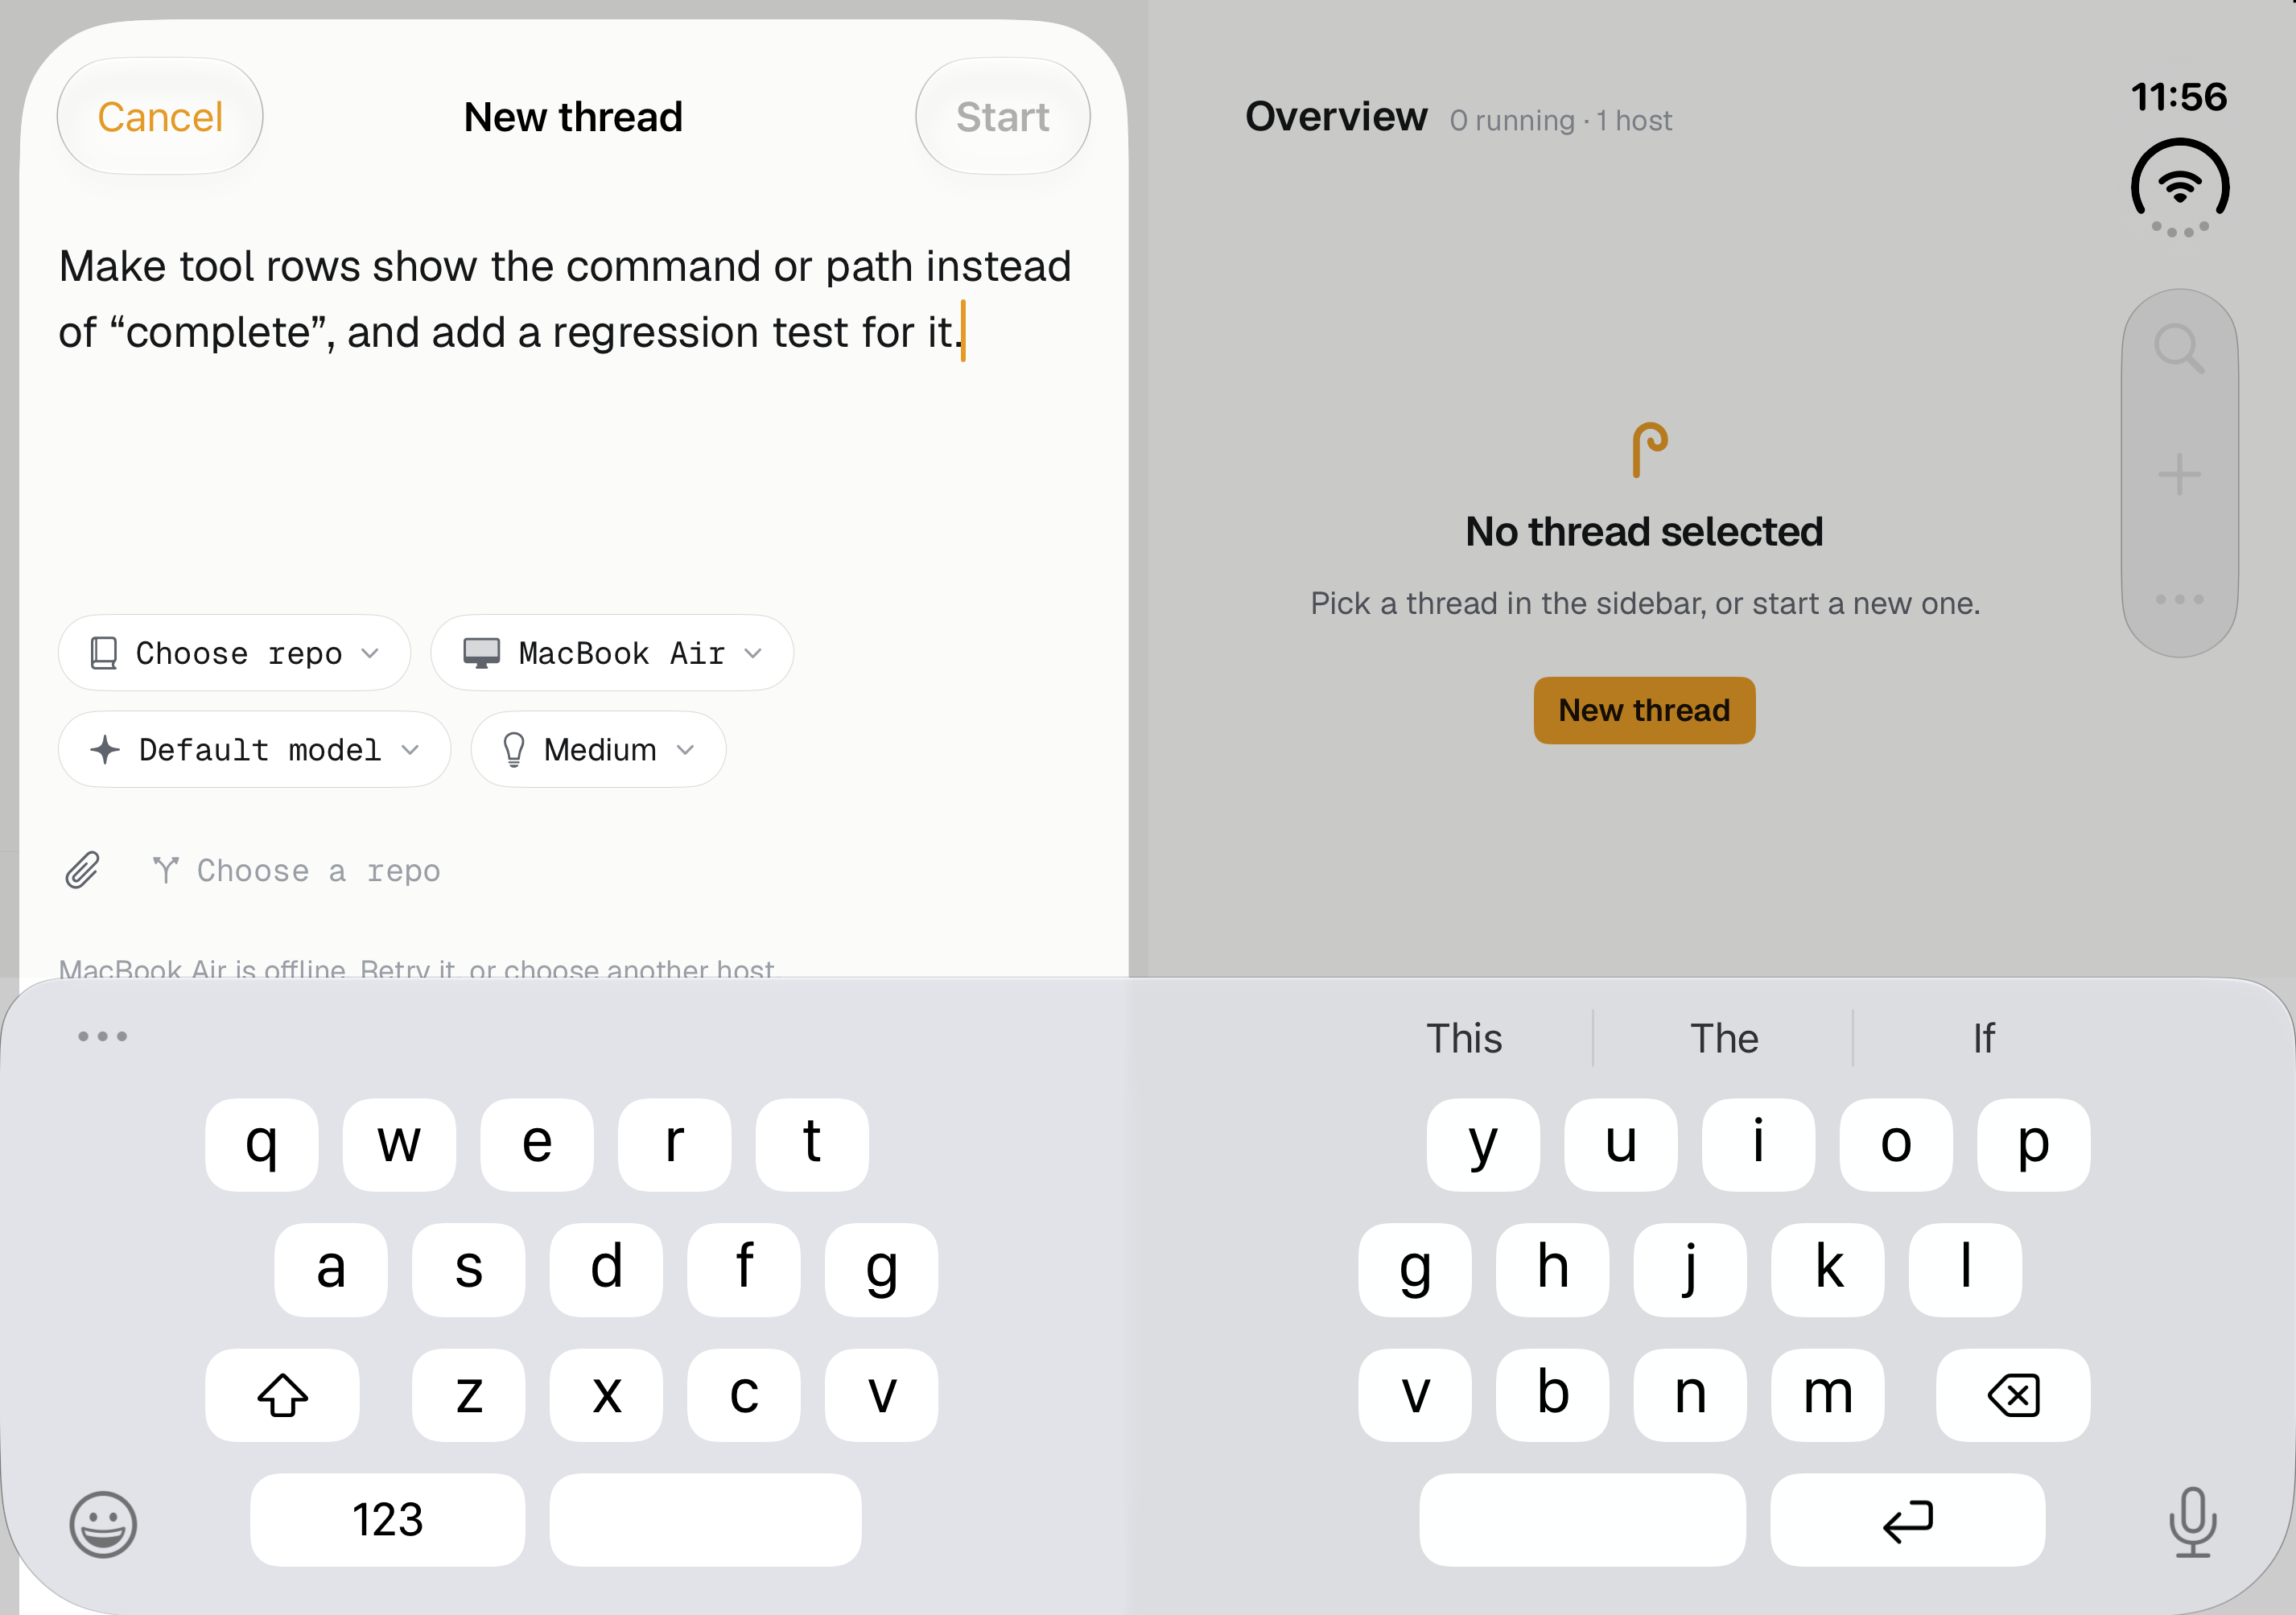 Cancel
New thread
Start
Make tool rows show the command or path instead
of “complete”, and add a regression test for it.
Choose repo
MacBook Air
Default model
Medium
Choose a repo
MacBook Air is offline. Retry it, or choose another host
Overview
0 running · 1 host
11:56
No thread selected
Pick a thread in the sidebar, or start a new one.
New thread
This
The
If
q w e r t
y u i o p
a s d f g
g h j k l
z x c v
v b n m
123